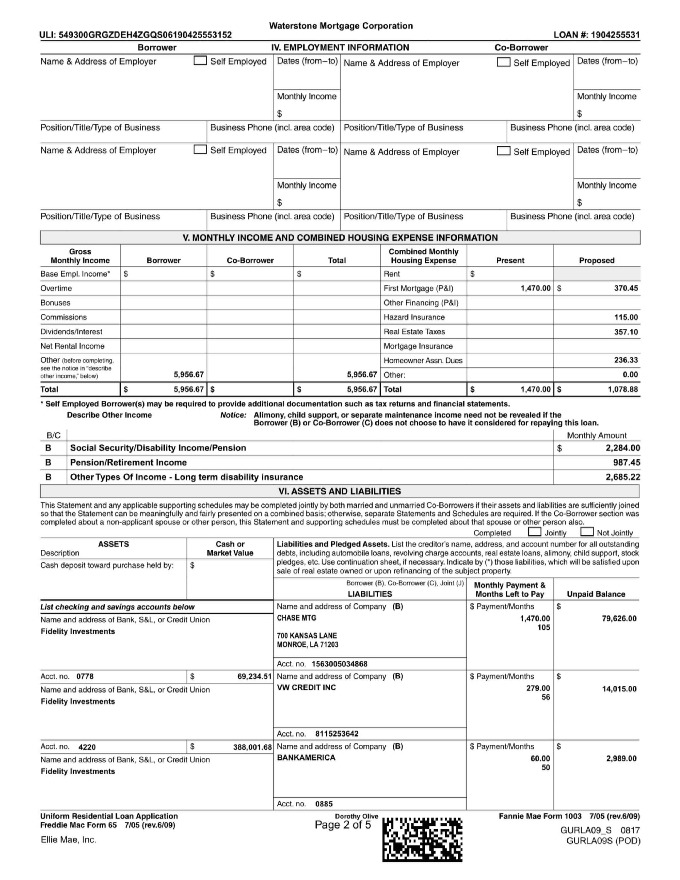 Waterstone Mortgage Corporation
ULI: 549300GRGZDEH4ZGQS06190425553152 LOAN #: 1904255531
Borrower IV. EMPLOYMENT INFORMATION Co-Borrower
Name & Address of Employer Self Employed Dates (from–to) Name & Address of Employer Self Employed Dates (from–to)
Monthly Income Monthly Income
$ $
Position/Title/Type of Business Business Phone (incl. area code) Position/Title/Type of Business Business Phone (incl. area code)
Name & Address of Employer Self Employed Dates (from–to) Name & Address of Employer Self Employed Dates (from–to)
Monthly Income Monthly Income
$ $
Position/Title/Type of Business Business Phone (incl. area code) Position/Title/Type of Business Business Phone (incl. area code)
V. MONTHLY INCOME AND COMBINED HOUSING EXPENSE INFORMATION
Gross Monthly Income Borrower Co-Borrower Total Combined Monthly Housing Expense Present Proposed
Base Empl. Income* $ $ $ Rent $
Overtime First Mortgage (P&I) 1,470.00 $ 370.45
Bonuses Other Financing (P&I)
Commissions Hazard Insurance 115.00
Dividends/Interest Real Estate Taxes 357.10
Net Rental Income Mortgage Insurance
Other (before completing, Homeowner Assn. Dues 236.33
see the notice in "describe
other income," below) 5,956.67 5,956.67 Other: 0.00
Total $ 5,956.67 $ $ 5,956.67 Total $ 1,470.00 $ 1,078.88
* Self Employed Borrower(s) may be required to provide additional documentation such as tax returns and financial statements.
Describe Other Income Notice: Alimony, child support, or separate maintenance income need not be revealed if the
Borrower (B) or Co-Borrower (C) does not choose to have it considered for repaying this loan.
B/C Monthly Amount
B Social Security/Disability Income/Pension $ 2,284.00
B Pension/Retirement Income 987.45
B Other Types Of Income - Long term disability insurance 2,685.22
VI. ASSETS AND LIABILITIES
This Statement and any applicable supporting schedules may be completed jointly by both married and unmarried Co-Borrowers if their assets and liabilities are sufficiently joined
so that the Statement can be meaningfully and fairly presented on a combined basis; otherwise, separate Statements and Schedules are required. If the Co-Borrower section was
completed about a non-applicant spouse or other person, this Statement and supporting schedules must be completed about that spouse or other person also.
Completed Jointly Not Jointly
ASSETS Cash or Market Value
Description
Liabilities and Pledged Assets. List the creditor's name, address, and account number for all outstanding
debts, including automobile loans, revolving charge accounts, real estate loans, alimony, child support, stock
pledges, etc. Use continuation sheet, if necessary. Indicate by (*) those liabilities, which will be satisfied upon
sale of real estate owned or upon refinancing of the subject property.
Cash deposit toward purchase held by: $
Borrower (B), Co-Borrower (C), Joint (J)
LIABILITIES Monthly Payment & Months Left to Pay Unpaid Balance
List checking and savings accounts below Name and address of Company (B) $ Payment/Months $
Name and address of Bank, S&L, or Credit Union CHASE MTG 1,470.00 79,626.00
105
Fidelity Investments 700 KANSAS LANE
MONROE, LA 71203
Acct. no. 1563005034868
Acct. no. 0778 $ 69,234.51 Name and address of Company (B) $ Payment/Months $
Name and address of Bank, S&L, or Credit Union VW CREDIT INC 279.00 14,015.00
56
Fidelity Investments
Acct. no. 8115253642
Acct. no. 4220 $ 388,001.68 Name and address of Company (B) $ Payment/Months $
Name and address of Bank, S&L, or Credit Union BANKAMERICA 60.00 2,989.00
50
Fidelity Investments
Acct. no. 0885
Uniform Residential Loan Application Dorothy Olive Fannie Mae Form 1003 7/05 (rev.6/09)
Freddie Mac Form 65 7/05 (rev.6/09) Page 2 of 5
GURLA09_S 0817
Ellie Mae, Inc. GURLA09S (POD)